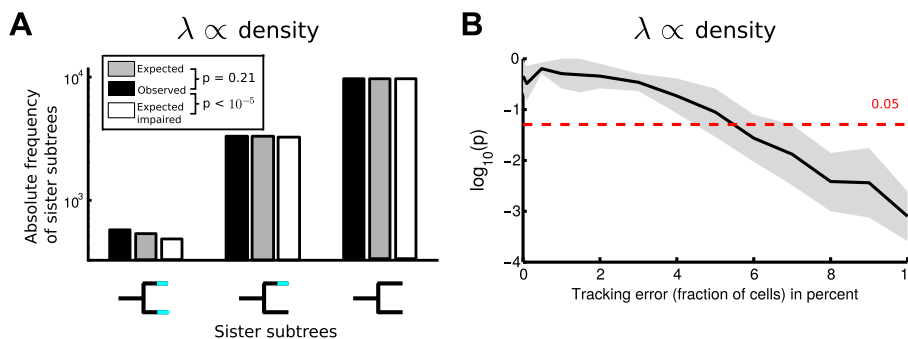 A
λ ∝ density
Expected
Observed
Expected
impaired
p = 0.21
p < 10⁻⁵
Absolute frequency
of sister subtrees
10⁴
10³
Sister subtrees
B
λ ∝ density
0.05
log₁₀(p)
-0
-1
−2
−3
−4
0 2 4 6 8 1
Tracking error (fraction of cells) in percent